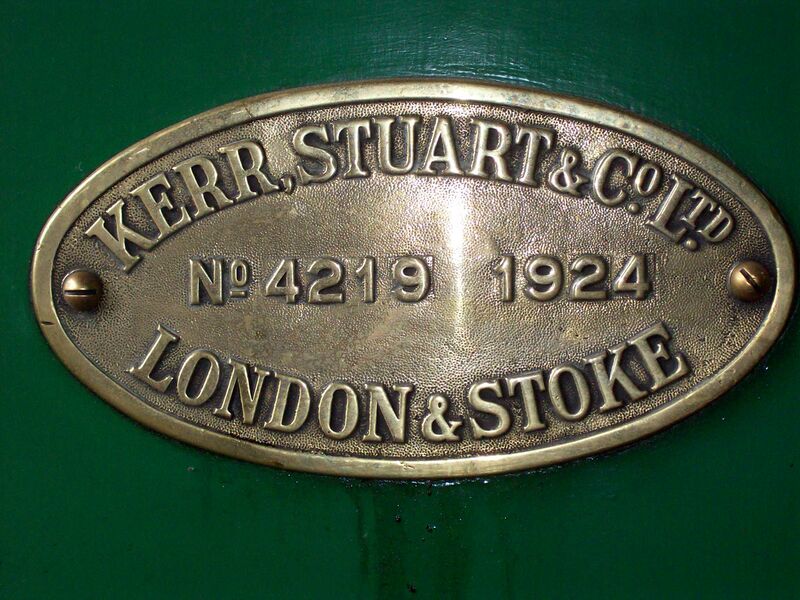 KERR, STUART & Co. LTD
No 4219 1924
LONDON & STOKE